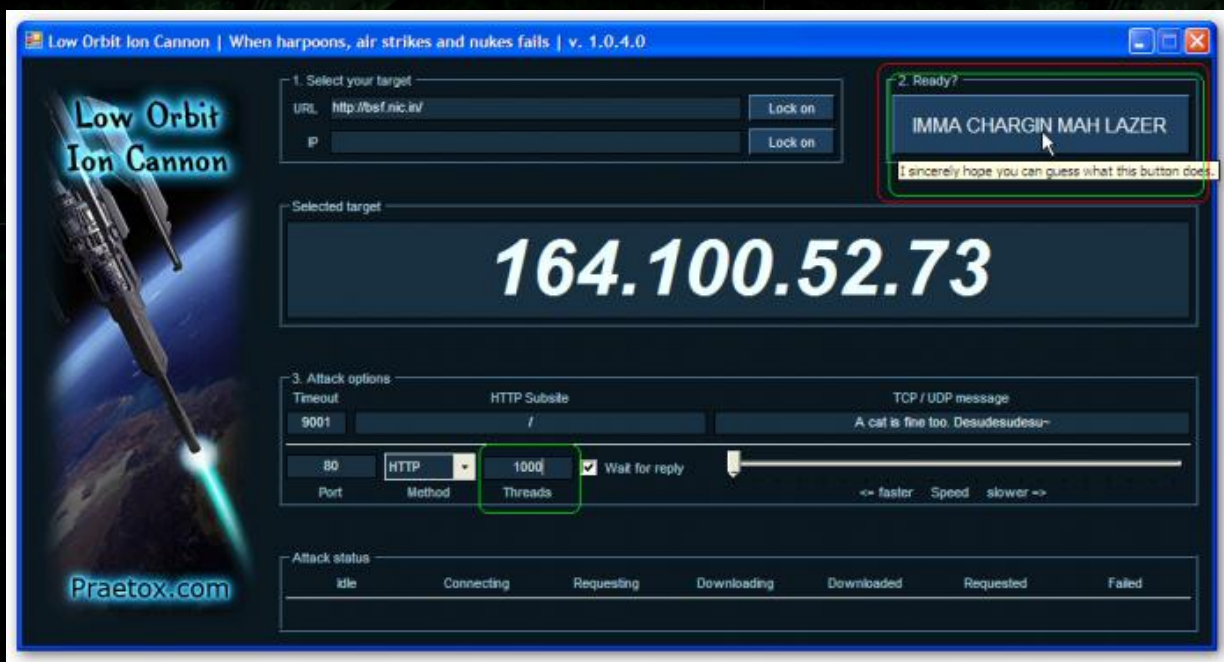 Low Orbit Ion Cannon | When harpoons, air strikes and nukes fails | v. 1.0.4.0
Low Orbit
Ion Cannon
Praetox.com
1. Select your target
URL http://bsf.nic.in/ Lock on
IP Lock on
2. Ready?
IMMA CHARGIN MAH LAZER
I sincerely hope you can guess what this button does.
Selected target
164.100.52.73
3. Attack options
Timeout HTTP Subsite TCP / UDP message
9001 / A cat is fine too. Desudesudesu~
80 HTTP 1000 Wait for reply
Port Method Threads <= faster Speed slower =>
Attack status
Idle Connecting Requesting Downloading Downloaded Requested Failed